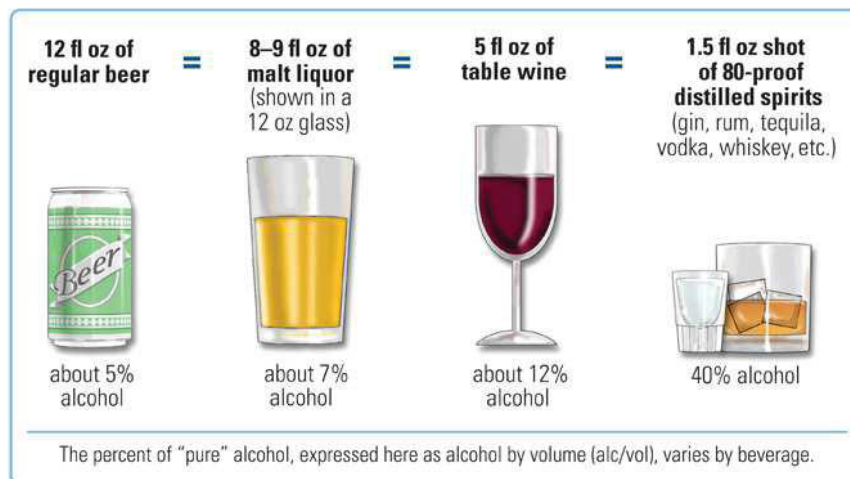 12 fl oz of
regular beer
=
8–9 fl oz of
malt liquor
(shown in a
12 oz glass)
=
5 fl oz of
table wine
=
1.5 fl oz shot
of 80-proof
distilled spirits
(gin, rum, tequila,
vodka, whiskey, etc.)
Beer
about 5%
alcohol
about 7%
alcohol
about 12%
alcohol
40% alcohol
The percent of “pure” alcohol, expressed here as alcohol by volume (alc/vol), varies by beverage.